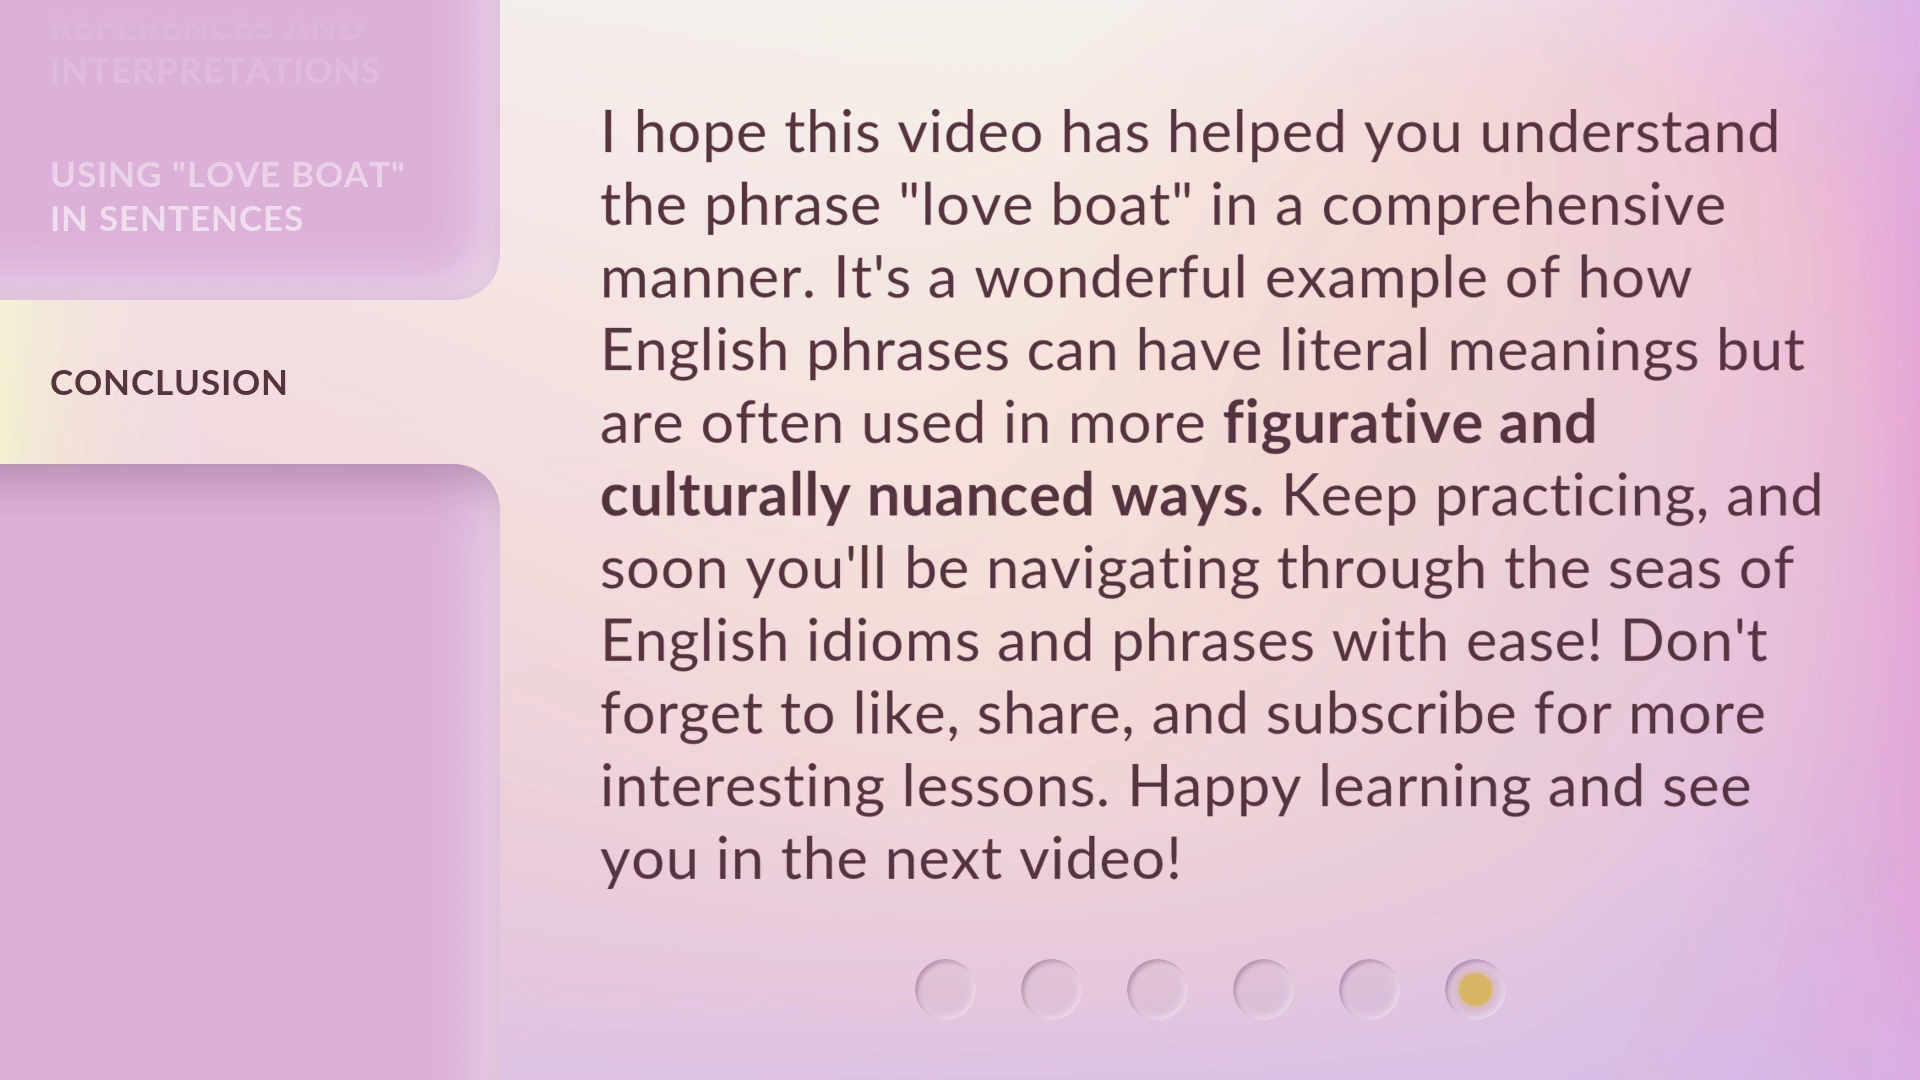 REFERENCES AND
INTERPRETATIONS
USING "LOVE BOAT"
IN SENTENCES
CONCLUSION
I hope this video has helped you understand
the phrase "love boat" in a comprehensive
manner. It's a wonderful example of how
English phrases can have literal meanings but
are often used in more figurative and
culturally nuanced ways. Keep practicing, and
soon you'll be navigating through the seas of
English idioms and phrases with ease! Don't
forget to like, share, and subscribe for more
interesting lessons. Happy learning and see
you in the next video!